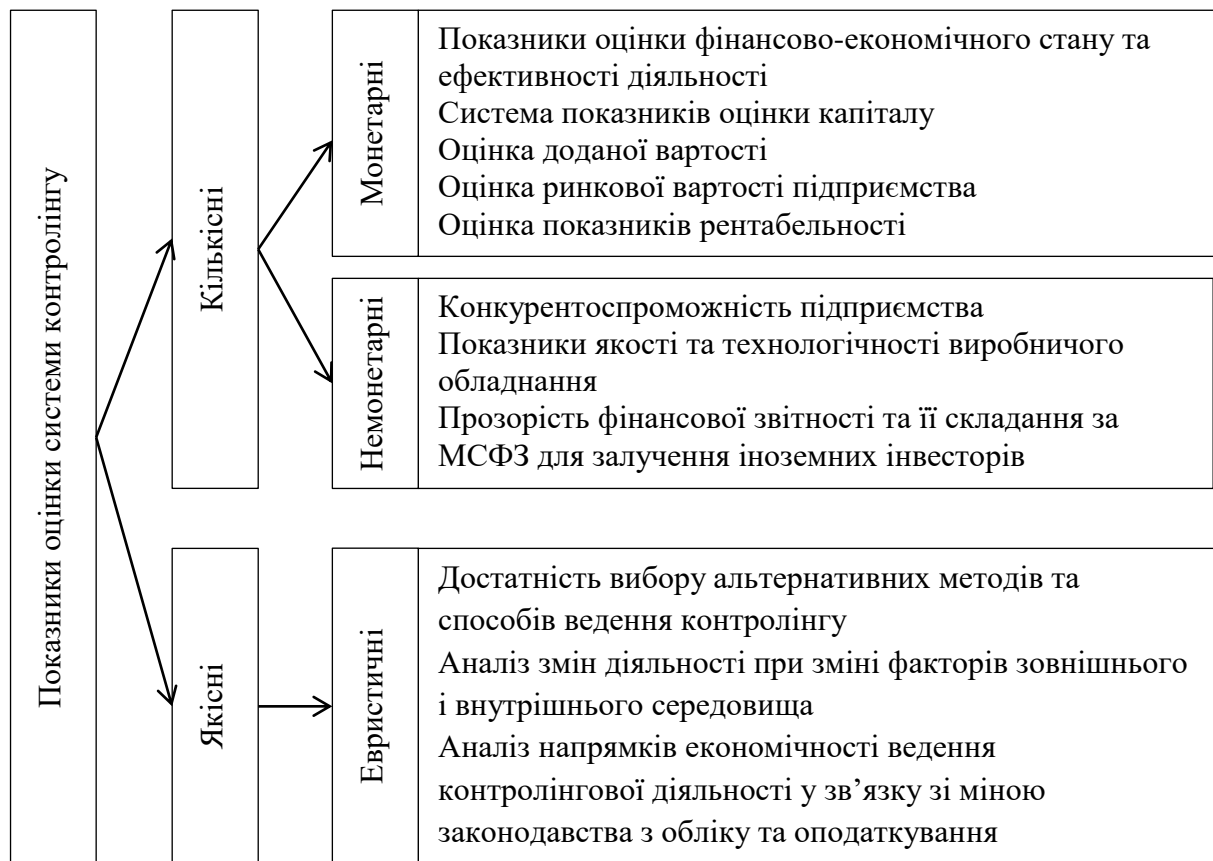 Показники оцінки системи контролінгу
Кількісні
Монетарні
Показники оцінки фінансово-економічного стану та
ефективності діяльності
Система показників оцінки капіталу
Оцінка доданої вартості
Оцінка ринкової вартості підприємства
Оцінка показників рентабельності
Немонетарні
Конкурентоспроможність підприємства
Показники якості та технологічності виробничого
обладнання
Прозорість фінансової звітності та її складання за
МСФЗ для залучення іноземних інвесторів
Якісні
Евристичні
Достатність вибору альтернативних методів та
способів ведення контролінгу
Аналіз змін діяльності при зміні факторів зовнішнього
і внутрішнього середовища
Аналіз напрямків економічності ведення
контролінгової діяльності у зв’язку зі міною
законодавства з обліку та оподаткування